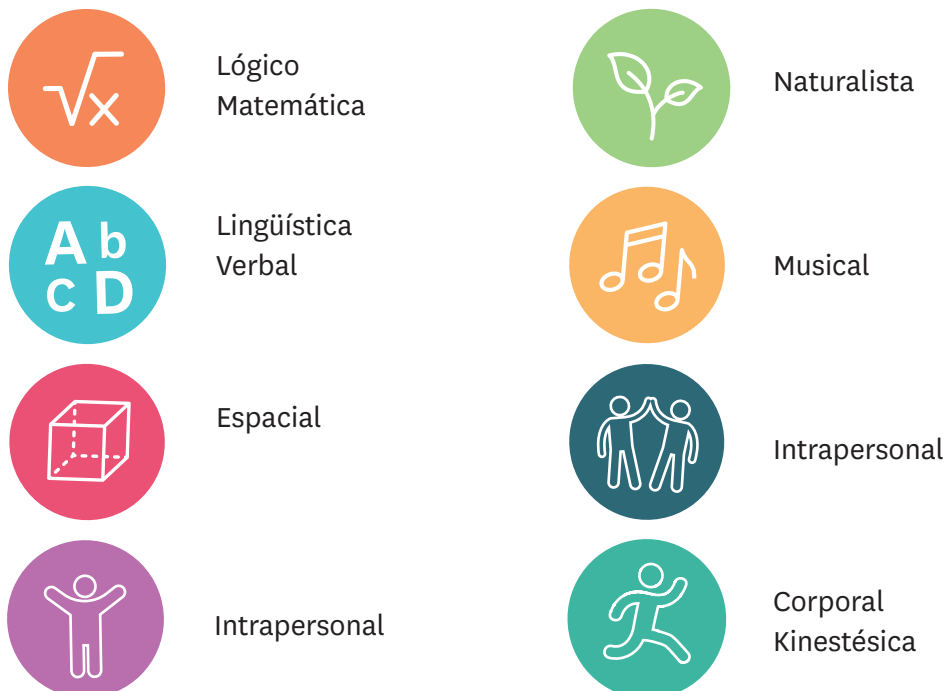 Lógico
Matemática
A b
c D
Lingüística
Verbal
Espacial
Intrapersonal
Naturalista
Musical
Intrapersonal
Corporal
Kinestésica